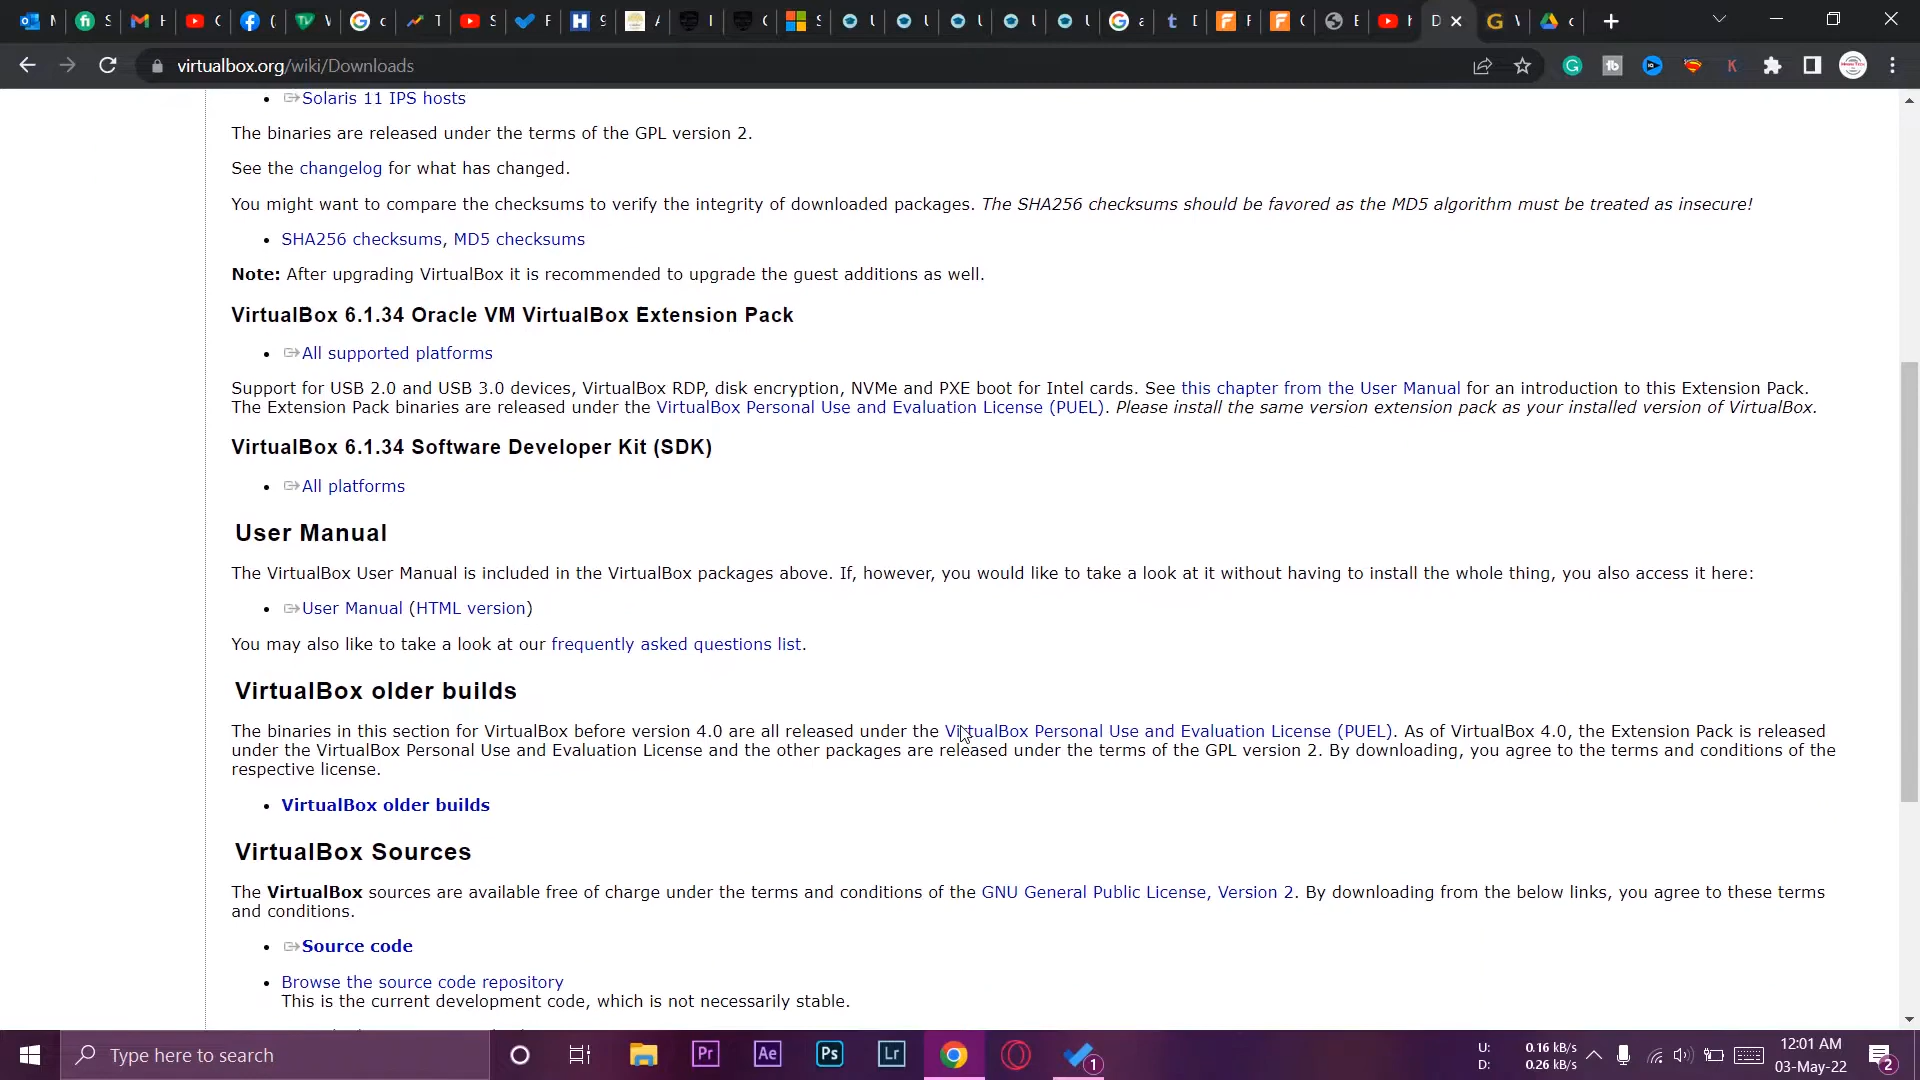 virtualbox.org/wiki/Downloads
Solaris 11 IPS hosts
The binaries are released under the terms of the GPL version 2.
See the changelog for what has changed.
You might want to compare the checksums to verify the integrity of downloaded packages. The SHA256 checksums should be favored as the MD5 algorithm must be treated as insecure!
SHA256 checksums, MD5 checksums
Note: After upgrading VirtualBox it is recommended to upgrade the guest additions as well.
VirtualBox 6.1.34 Oracle VM VirtualBox Extension Pack
All supported platforms
Support for USB 2.0 and USB 3.0 devices, VirtualBox RDP, disk encryption, NVMe and PXE boot for Intel cards. See this chapter from the User Manual for an introduction to this Extension Pack.
The Extension Pack binaries are released under the VirtualBox Personal Use and Evaluation License (PUEL). Please install the same version extension pack as your installed version of VirtualBox.
VirtualBox 6.1.34 Software Developer Kit (SDK)
All platforms
User Manual
The VirtualBox User Manual is included in the VirtualBox packages above. If, however, you would like to take a look at it without having to install the whole thing, you also access it here:
User Manual (HTML version)
You may also like to take a look at our frequently asked questions list.
VirtualBox older builds
The binaries in this section for VirtualBox before version 4.0 are all released under the VirtualBox Personal Use and Evaluation License (PUEL). As of VirtualBox 4.0, the Extension Pack is released
under the VirtualBox Personal Use and Evaluation License and the other packages are released under the terms of the GPL version 2. By downloading, you agree to the terms and conditions of the
respective license.
VirtualBox older builds
VirtualBox Sources
The VirtualBox sources are available free of charge under the terms and conditions of the GNU General Public License, Version 2. By downloading from the below links, you agree to these terms
and conditions.
Source code
Browse the source code repository
This is the current development code, which is not necessarily stable.
Type here to search
Pr
Ae
Ps
Lr
1
U: 0.16 kB/s
D: 0.26 kB/s
12:01 AM
03-May-22
2